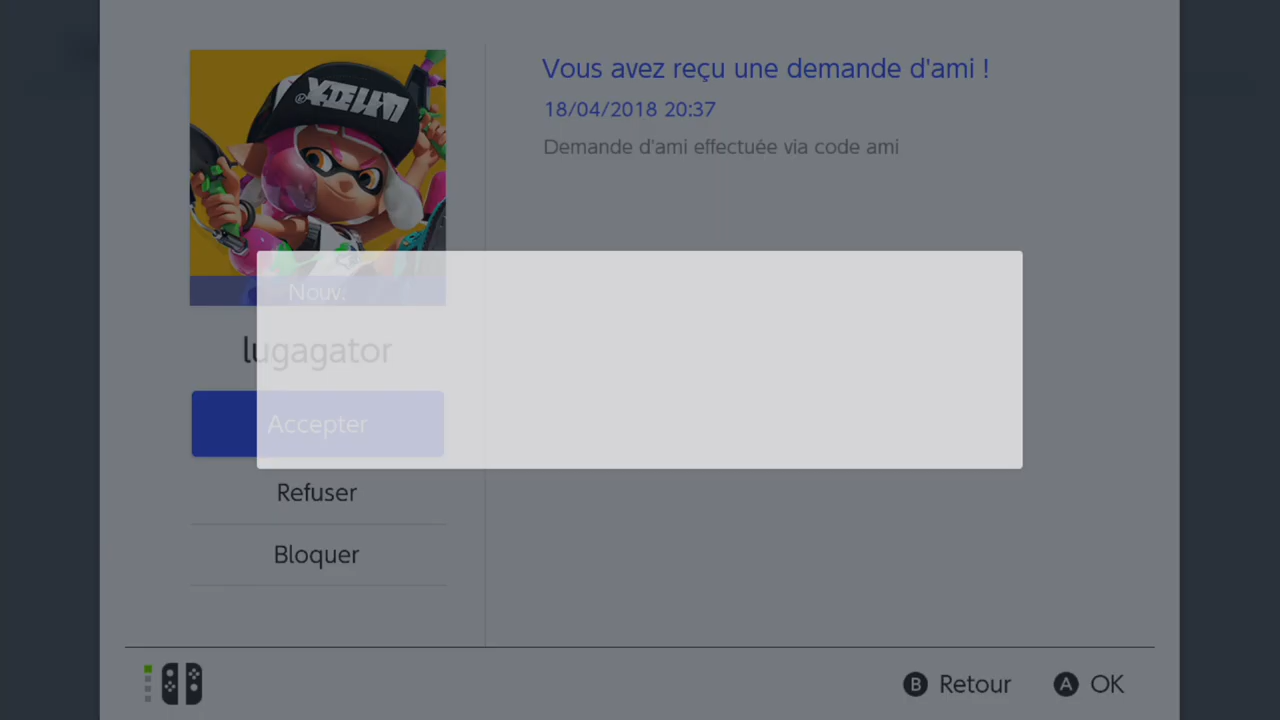 Vous avez reçu une demande d'ami !
18/04/2018 20:37
Demande d'ami effectuée via code ami
lugagator
Accepter
Refuser
Bloquer
B Retour
A OK